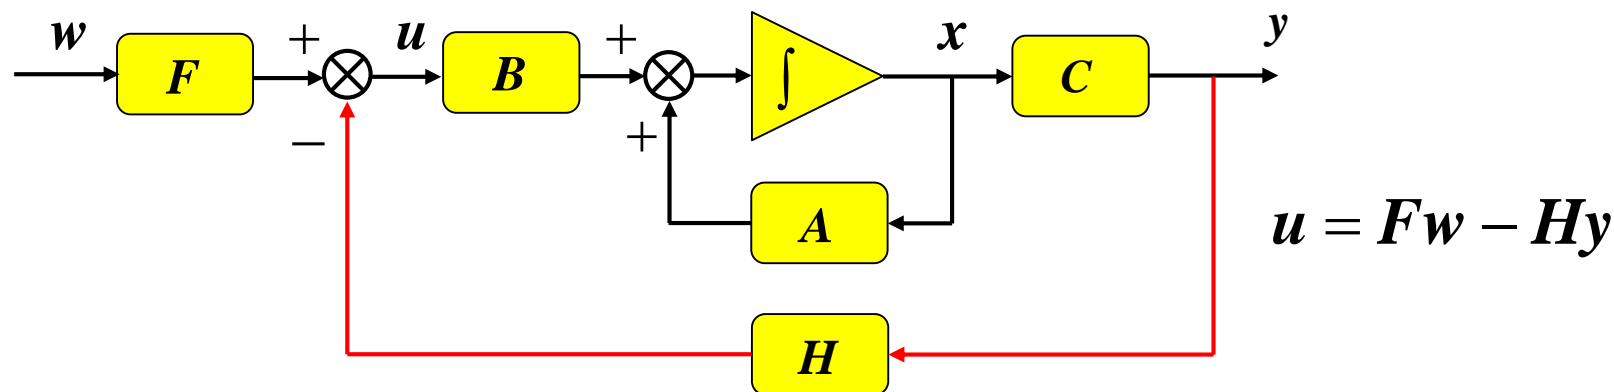 w F + u B + ∫ x C y
− +
A
u = Fw − Hy
H